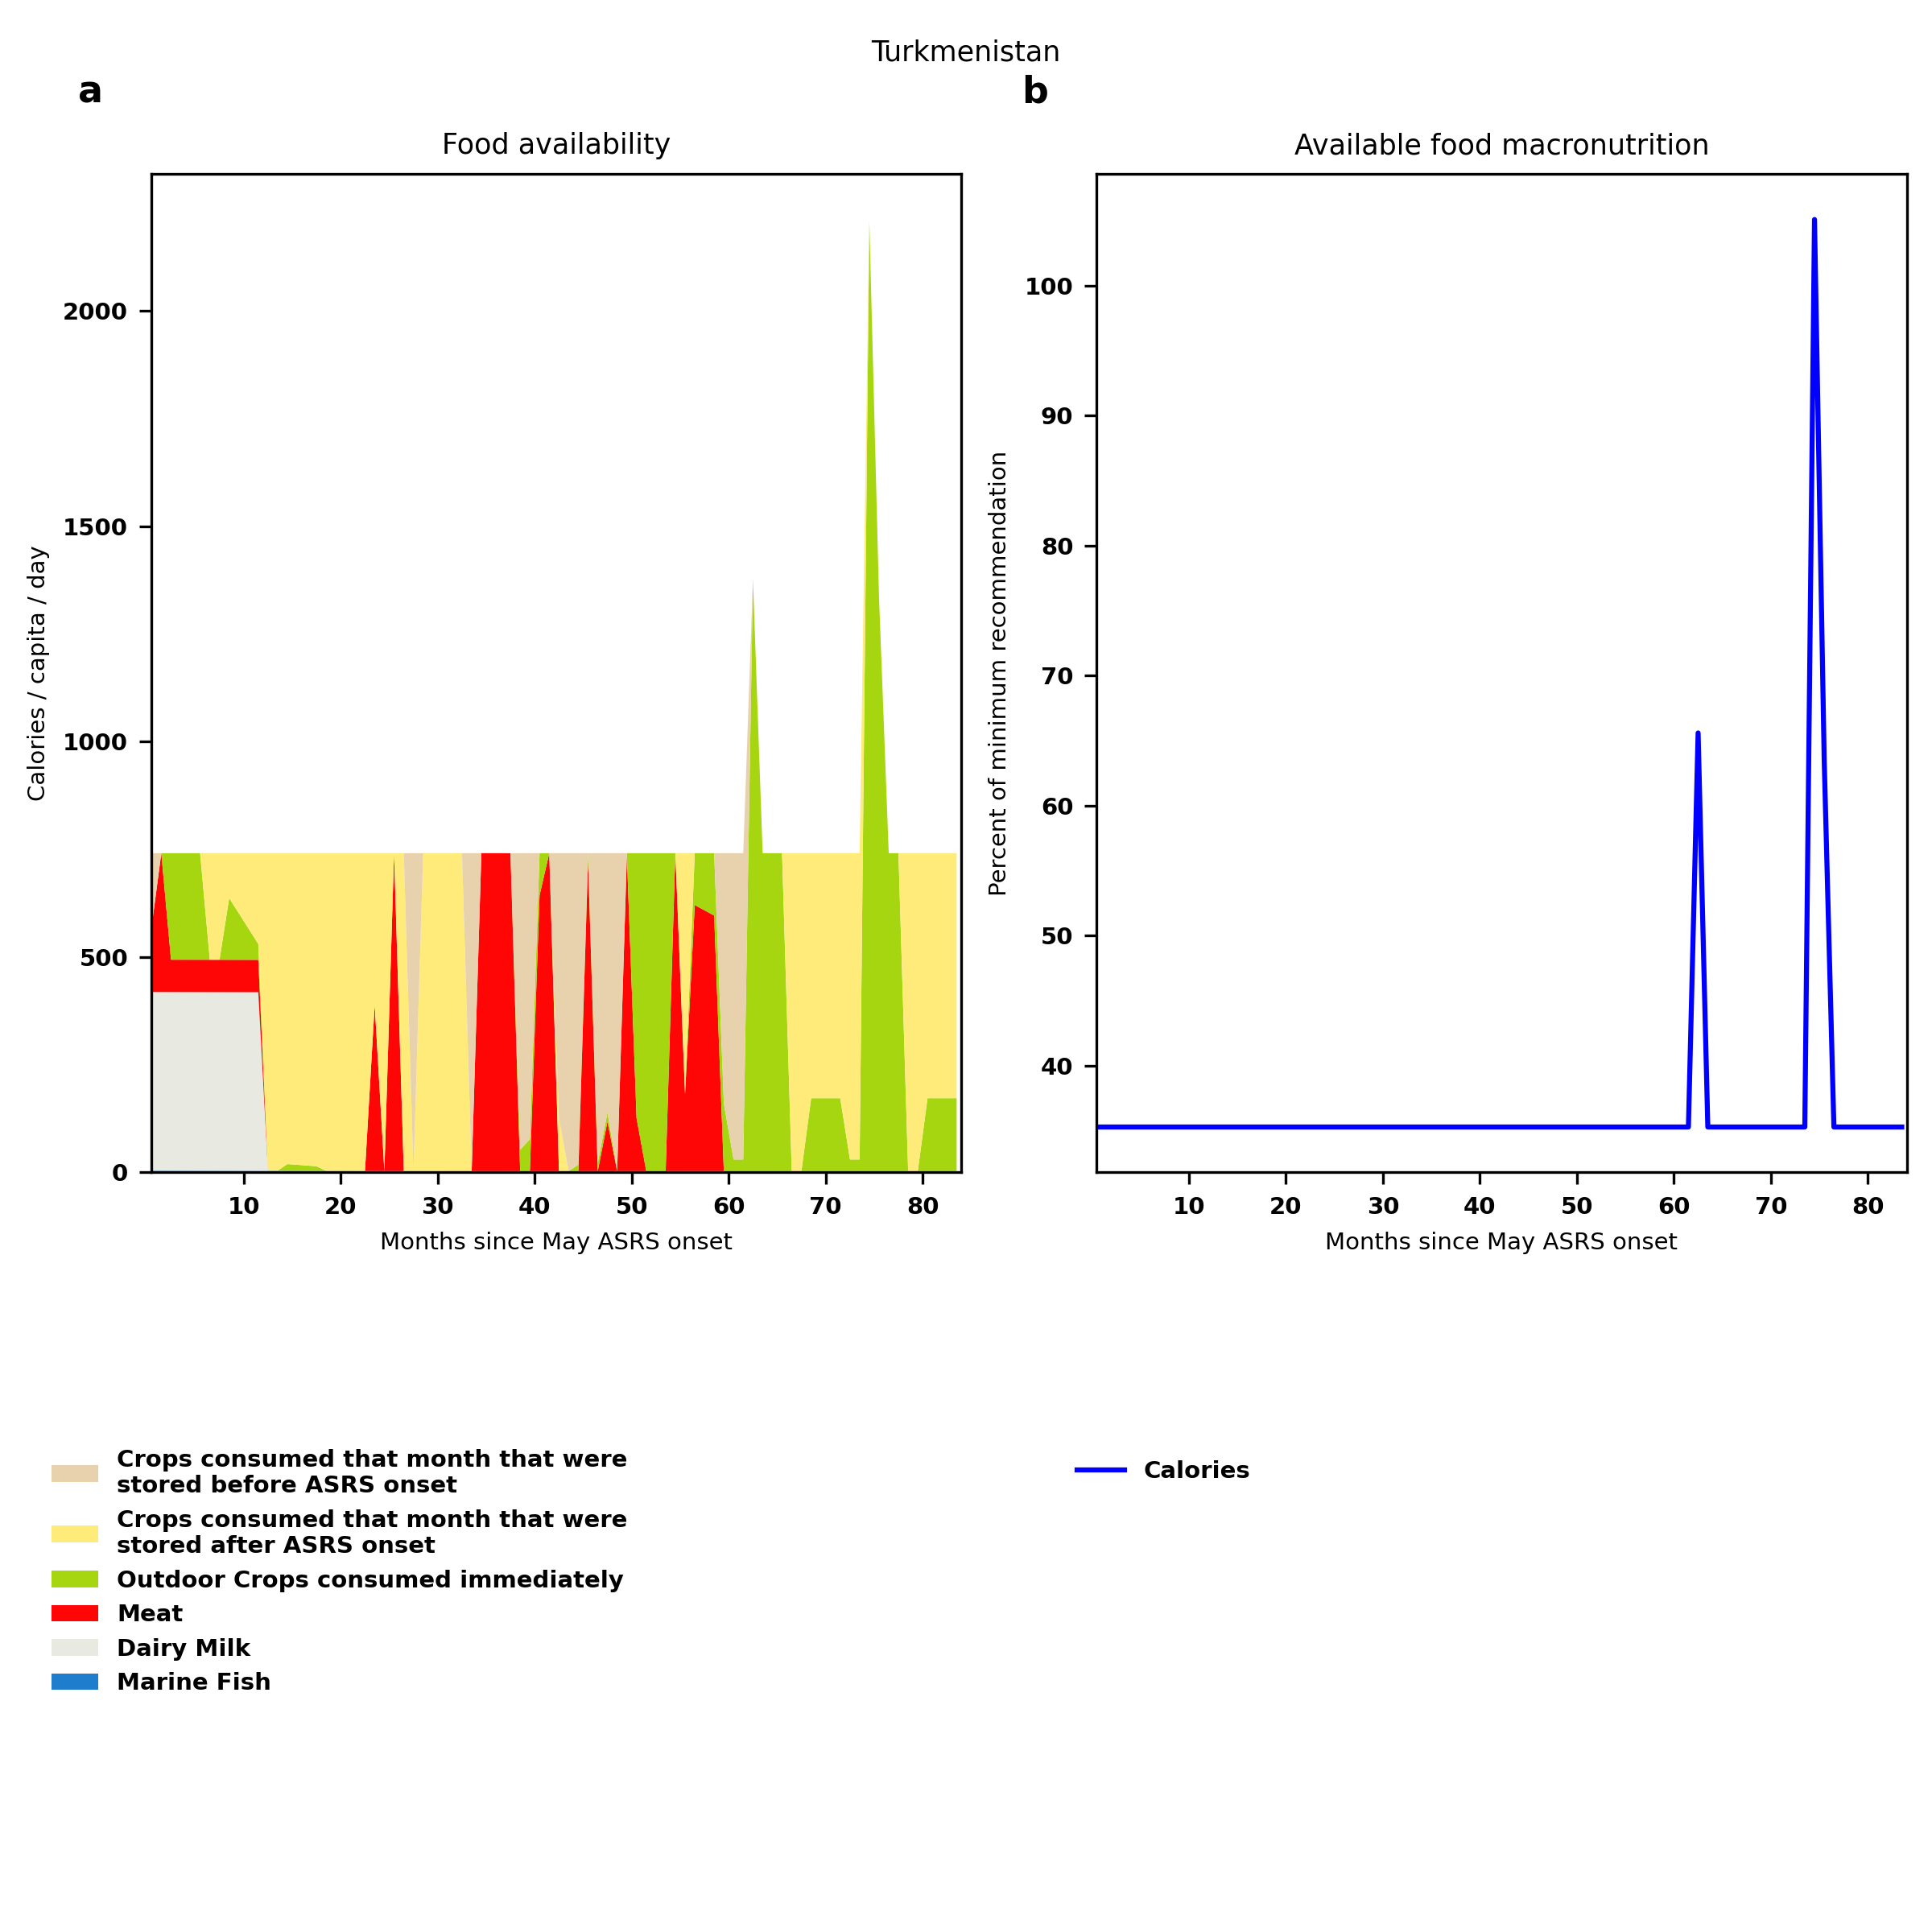 Turkmenistan
a
b
Food availability
Available food macronutrition
Calories / capita / day
2000
1500
1000
500
0
10 20 30 40 50 60 70 80
Months since May ASRS onset
Percent of minimum recommendation
100
90
80
70
60
50
40
10 20 30 40 50 60 70 80
Months since May ASRS onset
Crops consumed that month that were
stored before ASRS onset
Crops consumed that month that were
stored after ASRS onset
Outdoor Crops consumed immediately
Meat
Dairy Milk
Marine Fish
Calories